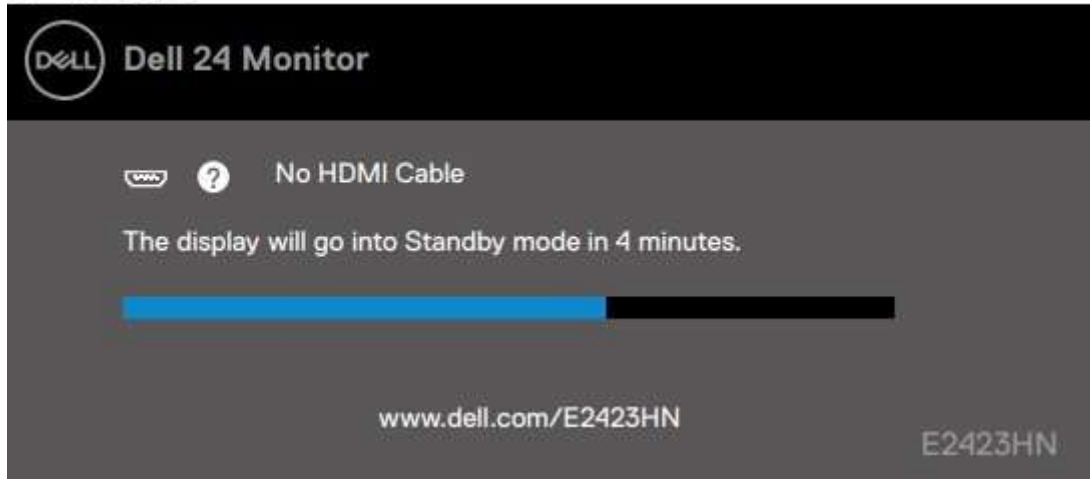 DELL Dell 24 Monitor
? No HDMI Cable
The display will go into Standby mode in 4 minutes.
www.dell.com/E2423HN
E2423HN